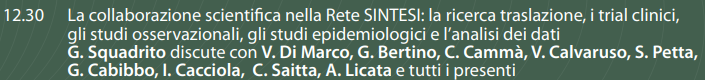 12.30 La collaborazione scientifica nella Rete SINTESI: la ricerca traslazione, i trial clinici,
gli studi osservazionali, gli studi epidemiologici e l'analisi dei dati
G. Squadrito discute con V. Di Marco, G. Bertino, C. Cammà, V. Calvaruso, S. Petta,
G. Cabibbo, I. Cacciola, C. Saitta, A. Licata e tutti i presenti